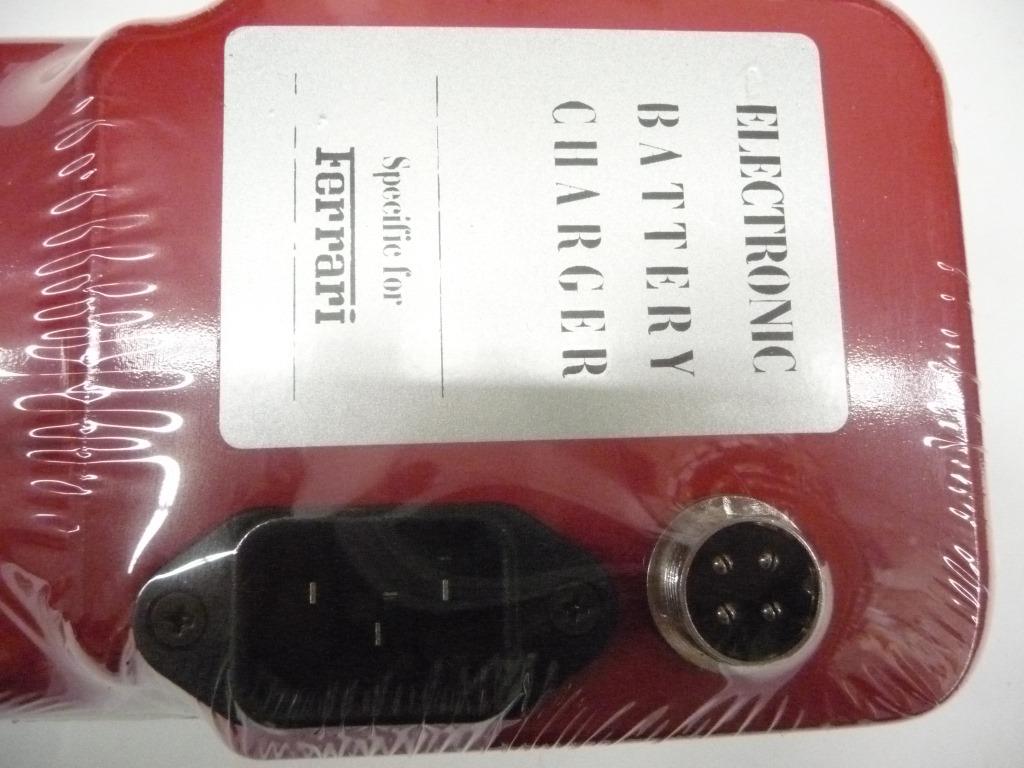 ELECTRONIC
BATTERY
CHARGER
Specific for
Ferrari